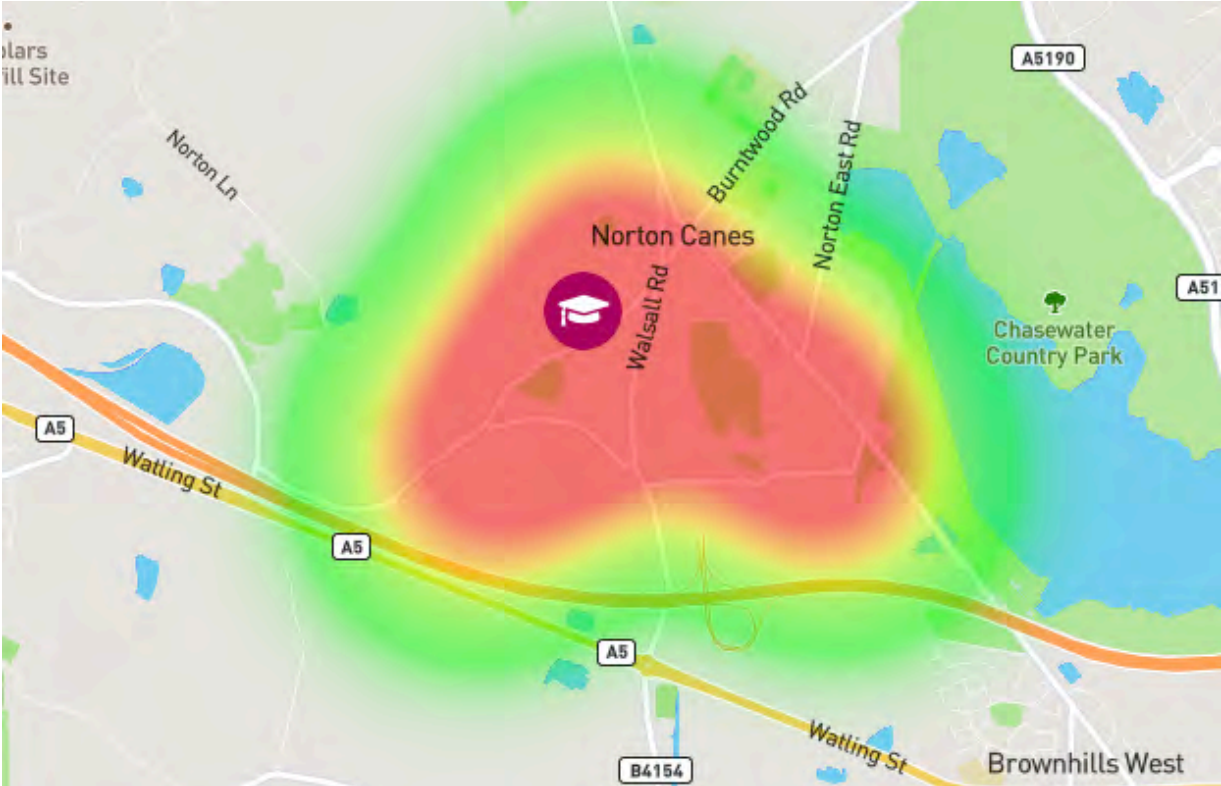 ill Site
A5190
Burntwood Rd
Norton Ln
Norton East Rd
Norton Canes
A51
Walsall Rd
Chasewater
Country Park
A5
Watling St
A5
A5
Watling St
B4154
Brownhills West